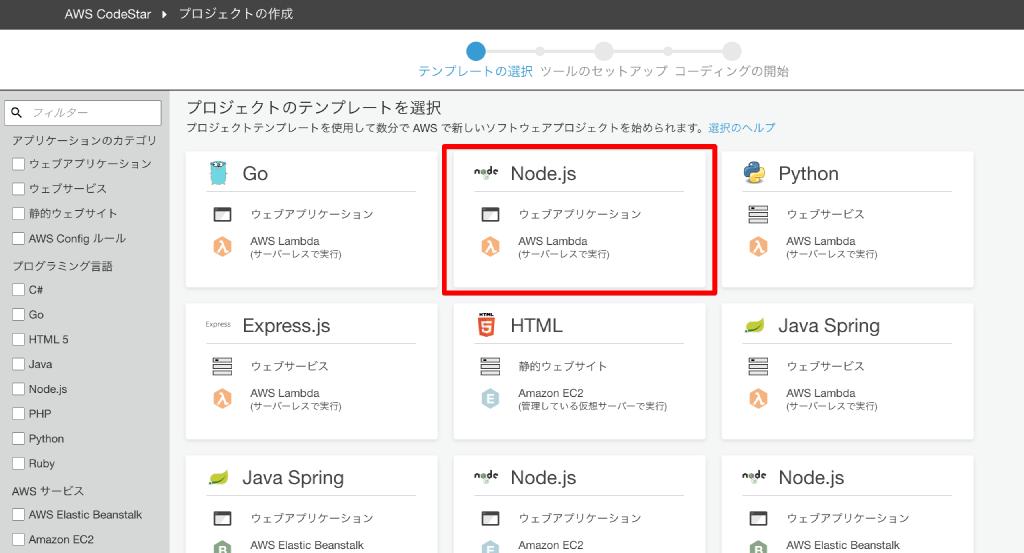 AWS CodeStar ▸ プロジェクトの作成
テンプレートの選択 ツールのセットアップ コーディングの開始
フィルター
アプリケーションのカテゴリ
ウェブアプリケーション
ウェブサービス
静的ウェブサイト
AWS Config ルール
プログラミング言語
C#
Go
HTML 5
Java
Node.js
PHP
Python
Ruby
AWS サービス
AWS Elastic Beanstalk
Amazon EC2
プロジェクトのテンプレートを選択
プロジェクトテンプレートを使用して数分で AWS で新しいソフトウェアプロジェクトを始められます。選択のヘルプ
Go
ウェブアプリケーション
AWS Lambda
(サーバーレスで実行)
node
Node.js
ウェブアプリケーション
AWS Lambda
(サーバーレスで実行)
Python
ウェブサービス
AWS Lambda
(サーバーレスで実行)
Express
Express.js
ウェブサービス
AWS Lambda
(サーバーレスで実行)
HTML
5
HTML
静的ウェブサイト
E
Amazon EC2
(管理している仮想サーバーで実行)
Java Spring
ウェブサービス
AWS Lambda
(サーバーレスで実行)
Java Spring
ウェブアプリケーション
B
AWS Elastic Beanstalk
node
Node.js
ウェブアプリケーション
E
Amazon EC2
node
Node.js
ウェブアプリケーション
B
AWS Elastic Beanstalk